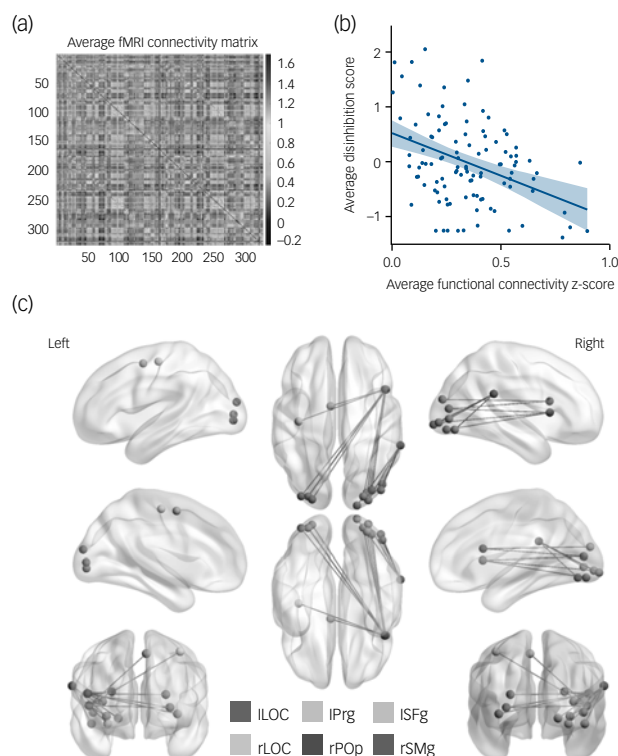 (a)
Average fMRI connectivity matrix
50
100
150
200
250
300
50 100 150 200 250 300
1.6
1.4
1.2
1
0.8
0.6
0.4
1.2
0
−0.2
(b)
Average disinhibition score
2
1
0
−1
0.0 0.5 1.0
Average functional connectivity z-score
(c)
Left
Right
lLOC lPrg lSFg
rLOC rPOp rSMg